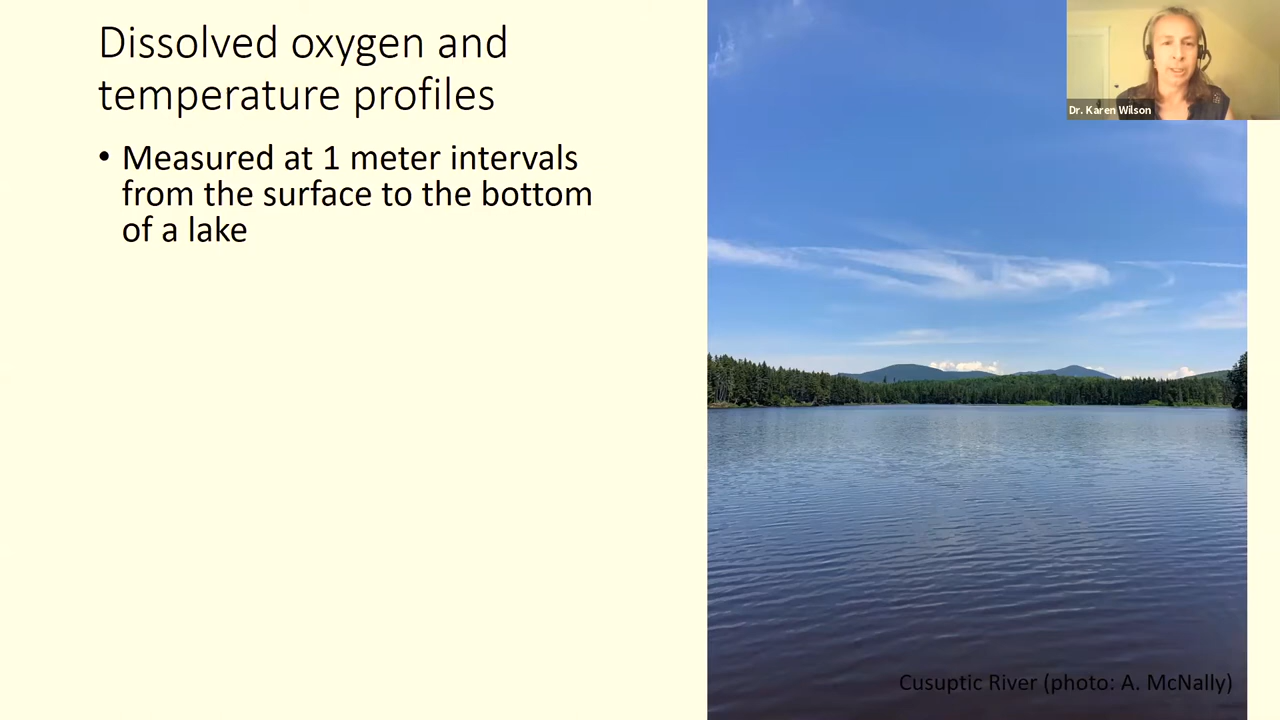 Dissolved oxygen and
temperature profiles
• Measured at 1 meter intervals
from the surface to the bottom
of a lake
Dr. Karen Wilson
Cusuptic River (photo: A. McNally)